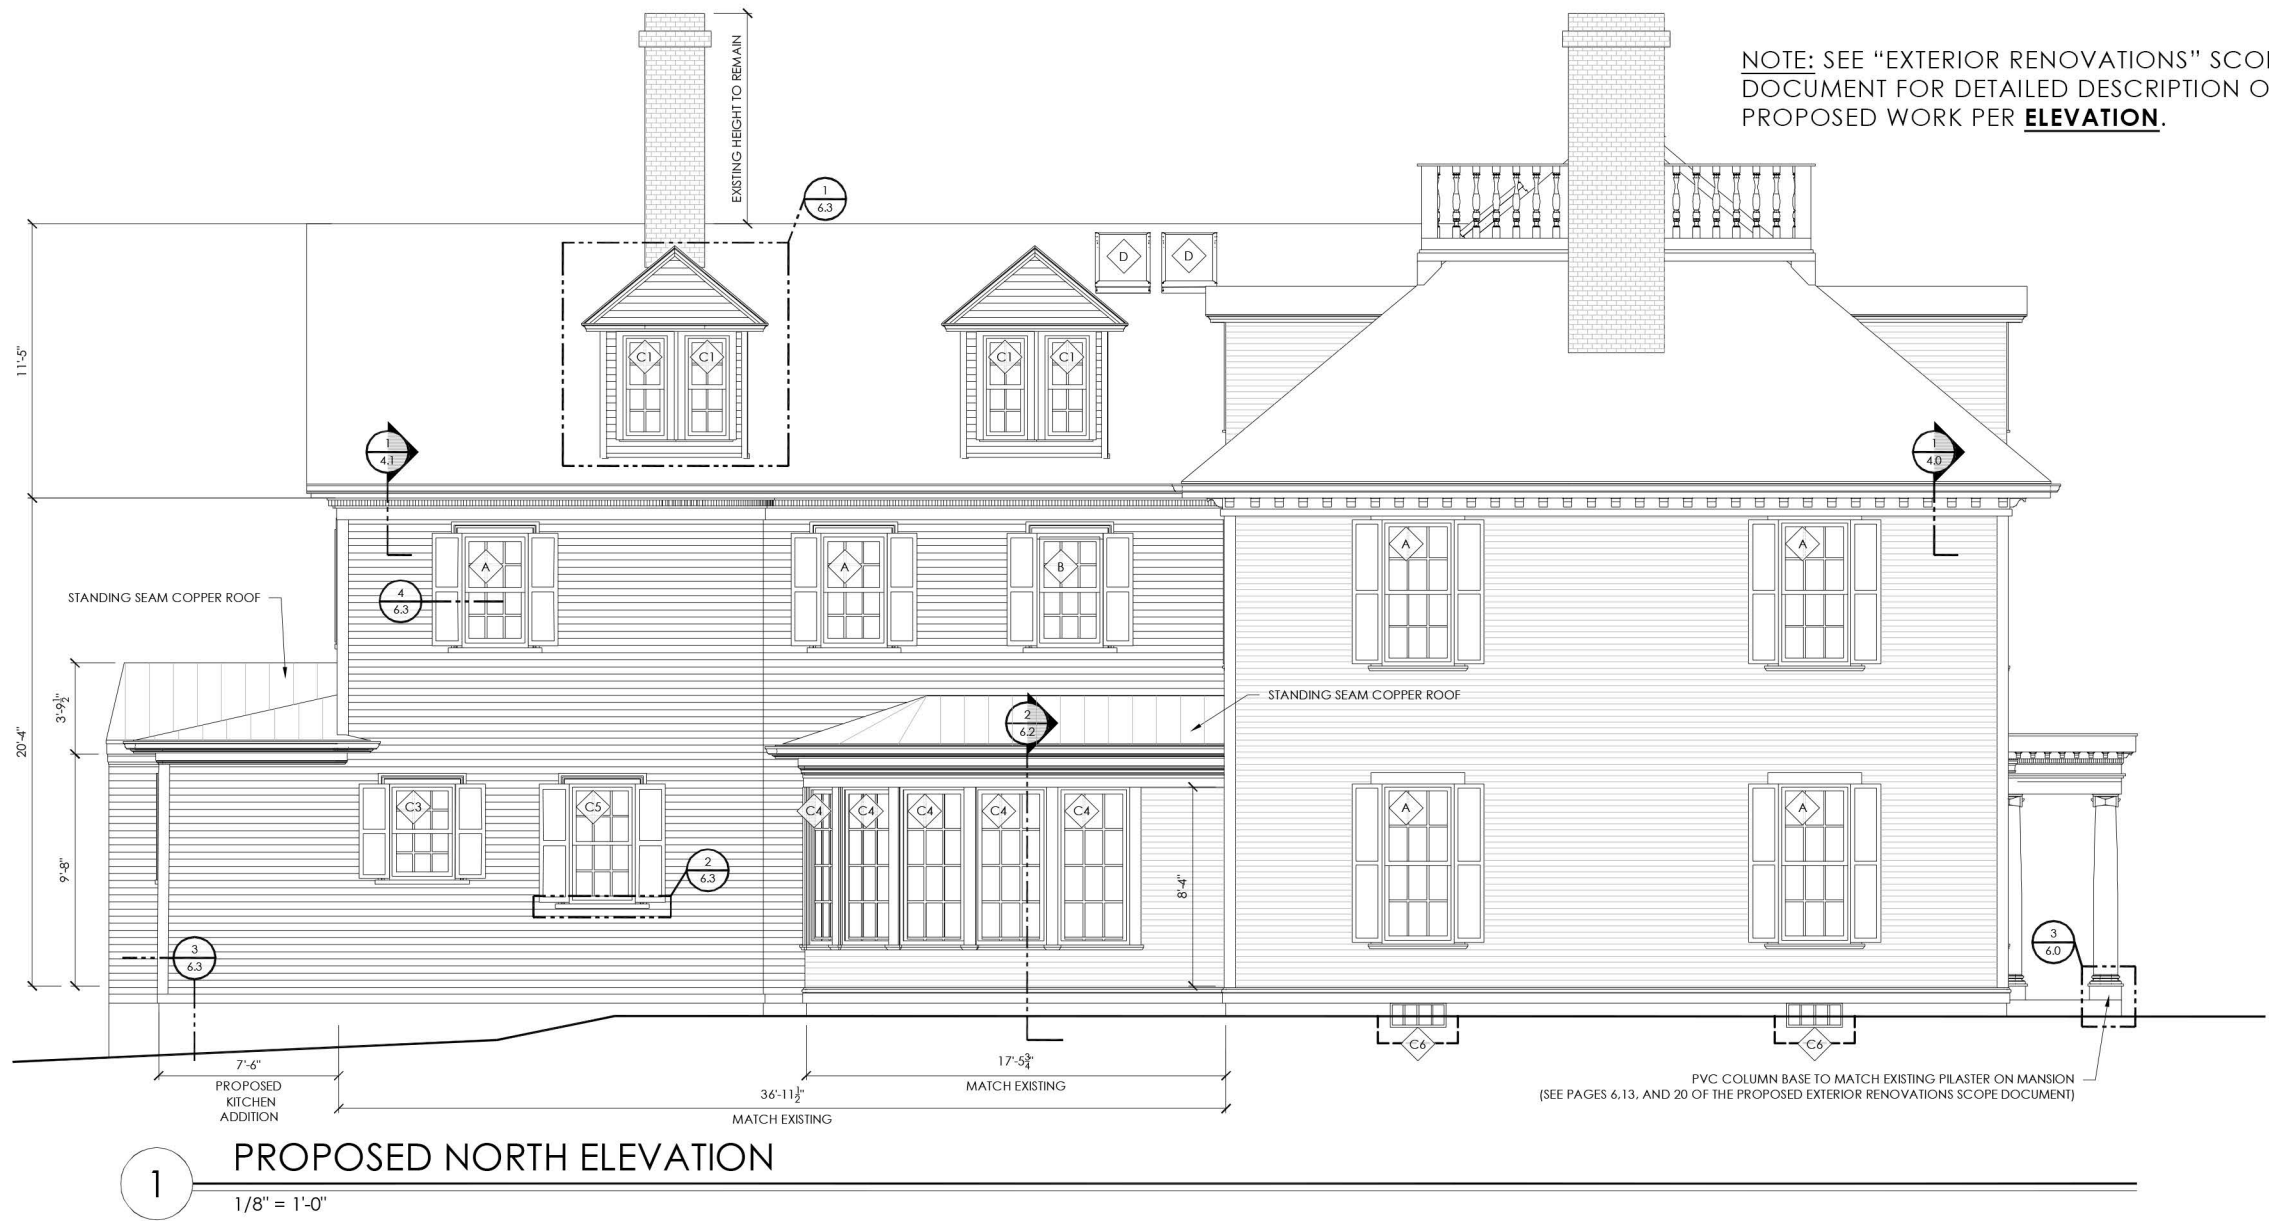 EXISTING HEIGHT TO REMAIN
NOTE: SEE “EXTERIOR RENOVATIONS” SCO
DOCUMENT FOR DETAILED DESCRIPTION O
PROPOSED WORK PER ELEVATION.
1
6.3
D D
11'-5"
C1 C1 C1 C1
1
4.1
1
4.0
A A B A A
4
6.3
STANDING SEAM COPPER ROOF
STANDING SEAM COPPER ROOF
2
6.2
3'-9½"
20'-4"
9'-8"
C3 C5 C4 C4 C4 C4 C4 A A
2
6.3
8'-4"
3
6.3
3
6.0
C6 C6
7'-6"
PROPOSED
KITCHEN
ADDITION
17'-5¾"
MATCH EXISTING
36'-11½"
MATCH EXISTING
PVC COLUMN BASE TO MATCH EXISTING PILASTER ON MANSION
(SEE PAGES 6,13, AND 20 OF THE PROPOSED EXTERIOR RENOVATIONS SCOPE DOCUMENT)
1
PROPOSED NORTH ELEVATION
1/8" = 1'-0"